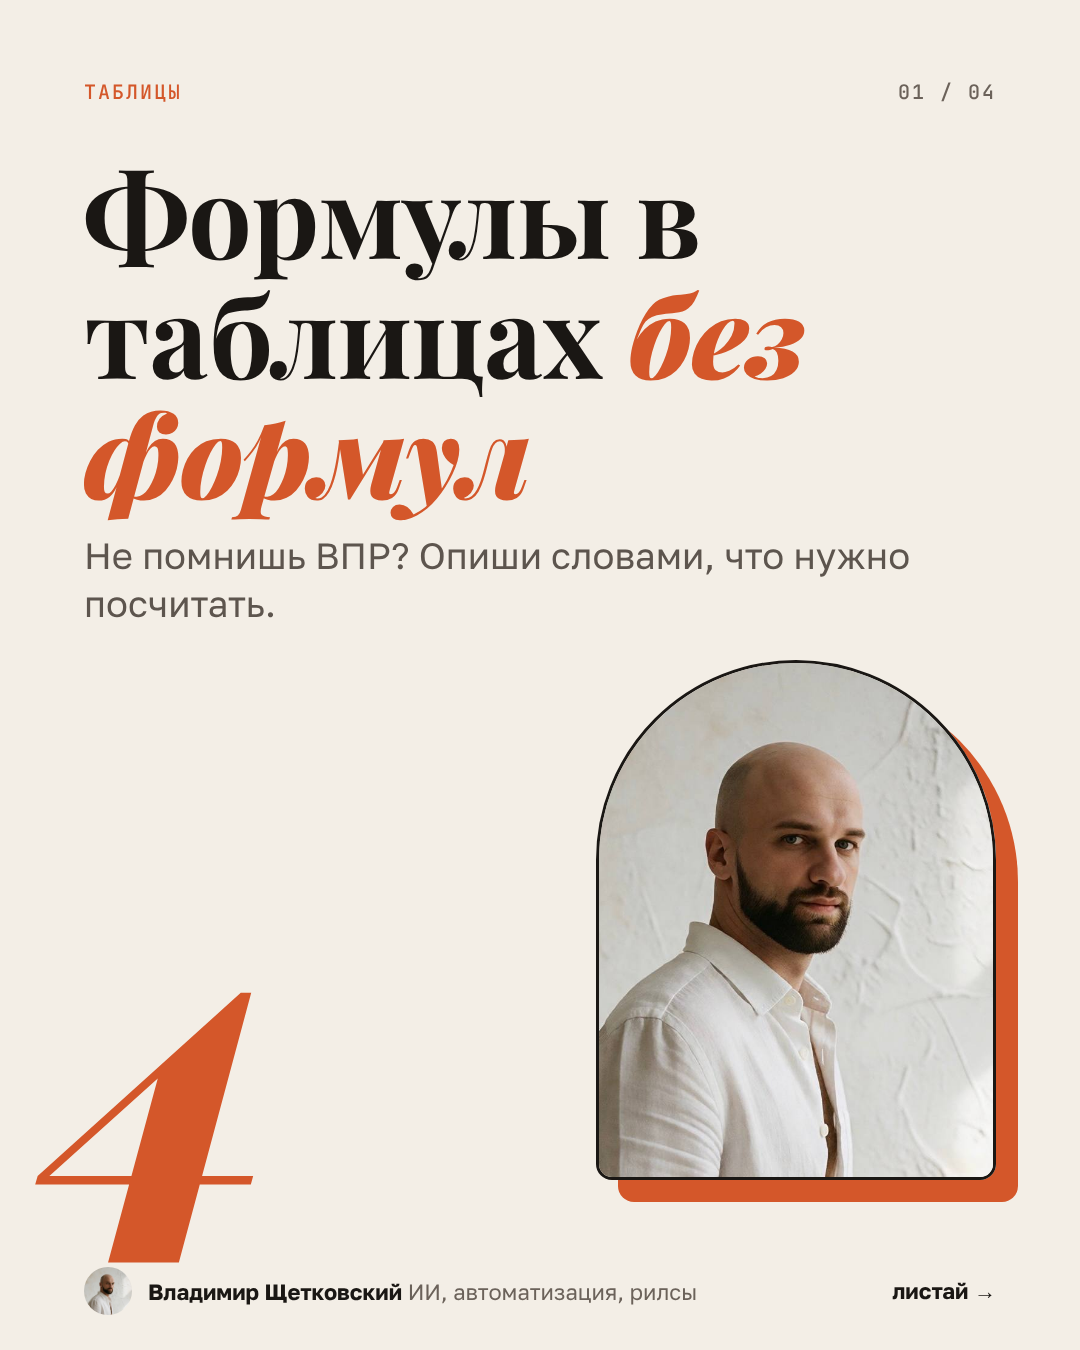 ТАБЛИЦЫ
01 / 04
Формулы в
таблицах без
формул
Не помнишь ВПР? Опиши словами, что нужно
посчитать.
4
Владимир Щетковский ИИ, автоматизация, рилсы
листай →